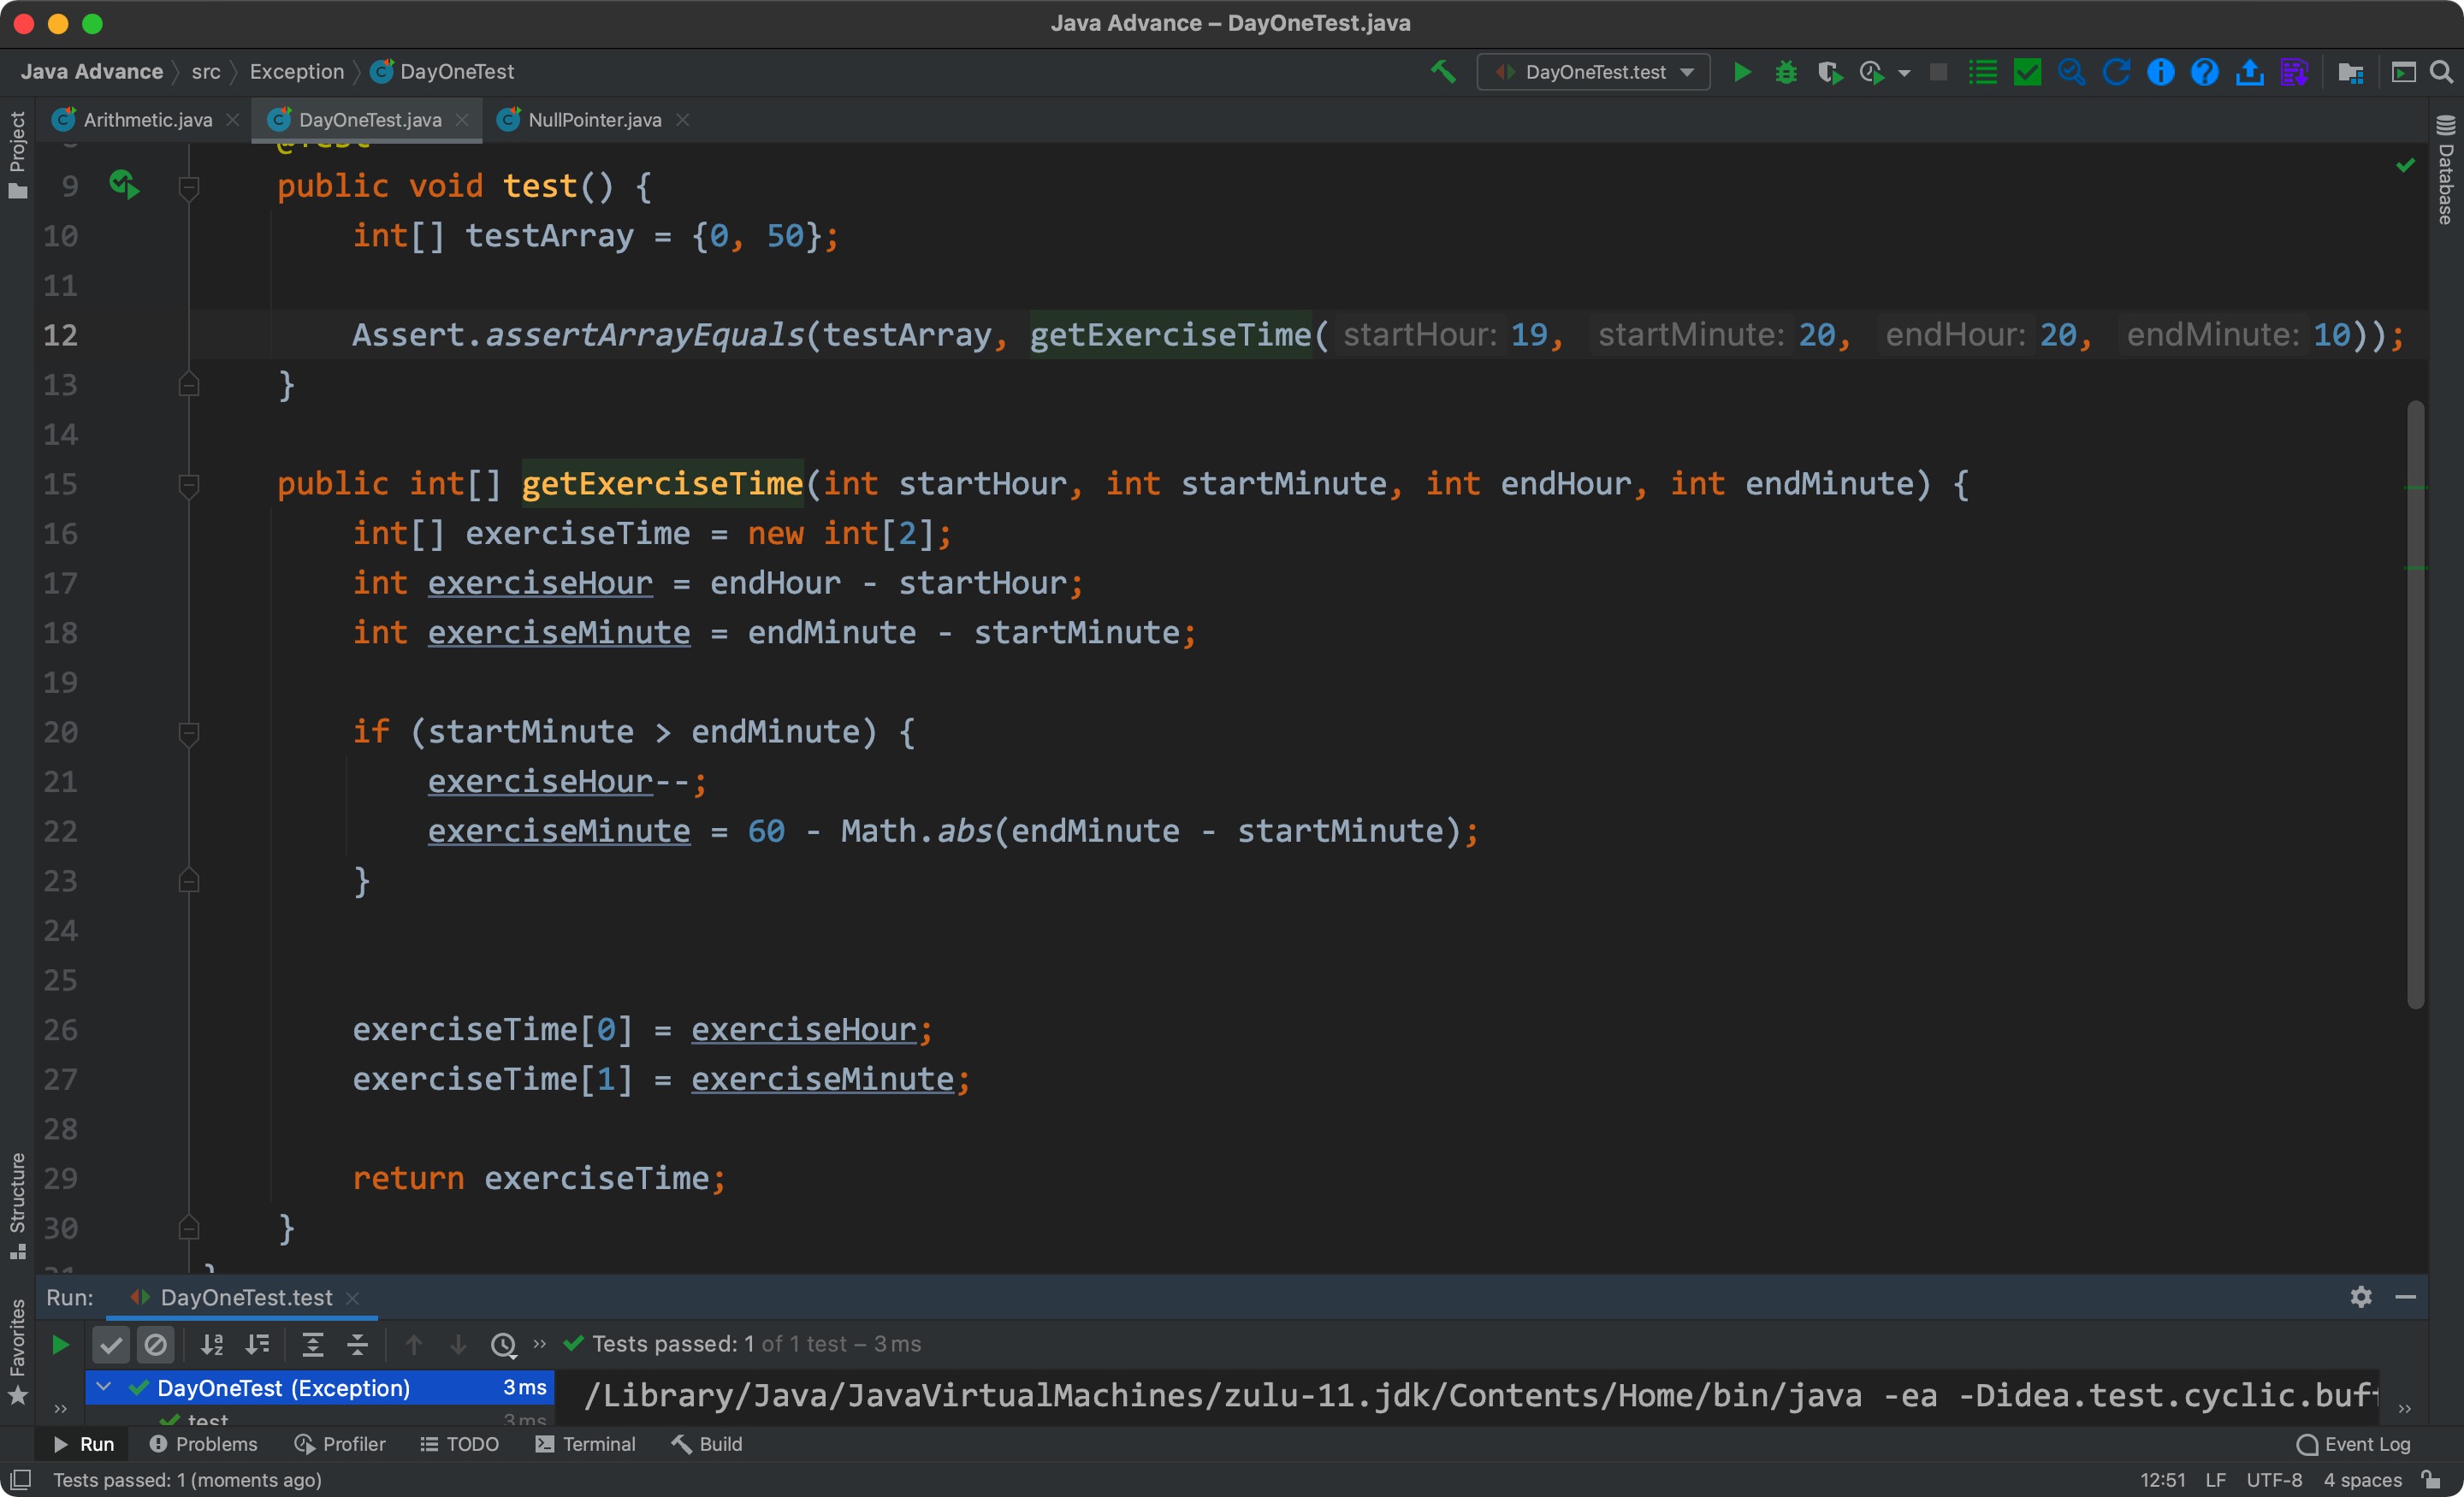 Java Advance – DayOneTest.java
Java Advance src Exception DayOneTest DayOneTest.test
Arithmetic.java DayOneTest.java NullPointer.java
Project
Database
@Test
9 public void test() {
10 int[] testArray = {0, 50};
11
12 Assert.assertArrayEquals(testArray, getExerciseTime( startHour: 19, startMinute: 20, endHour: 20, endMinute: 10));
13 }
14
15 public int[] getExerciseTime(int startHour, int startMinute, int endHour, int endMinute) {
16 int[] exerciseTime = new int[2];
17 int exerciseHour = endHour - startHour;
18 int exerciseMinute = endMinute - startMinute;
19
20 if (startMinute > endMinute) {
21 exerciseHour--;
22 exerciseMinute = 60 - Math.abs(endMinute - startMinute);
23 }
24
25
26 exerciseTime[0] = exerciseHour;
27 exerciseTime[1] = exerciseMinute;
28
29 return exerciseTime;
30 }
Structure
Favorites
Run: DayOneTest.test
» Tests passed: 1 of 1 test – 3 ms
DayOneTest (Exception) 3 ms
/Library/Java/JavaVirtualMachines/zulu-11.jdk/Contents/Home/bin/java -ea -Didea.test.cyclic.buff
test 3 ms
Run Problems Profiler TODO Terminal Build Event Log
Tests passed: 1 (moments ago) 12:51 LF UTF-8 4 spaces